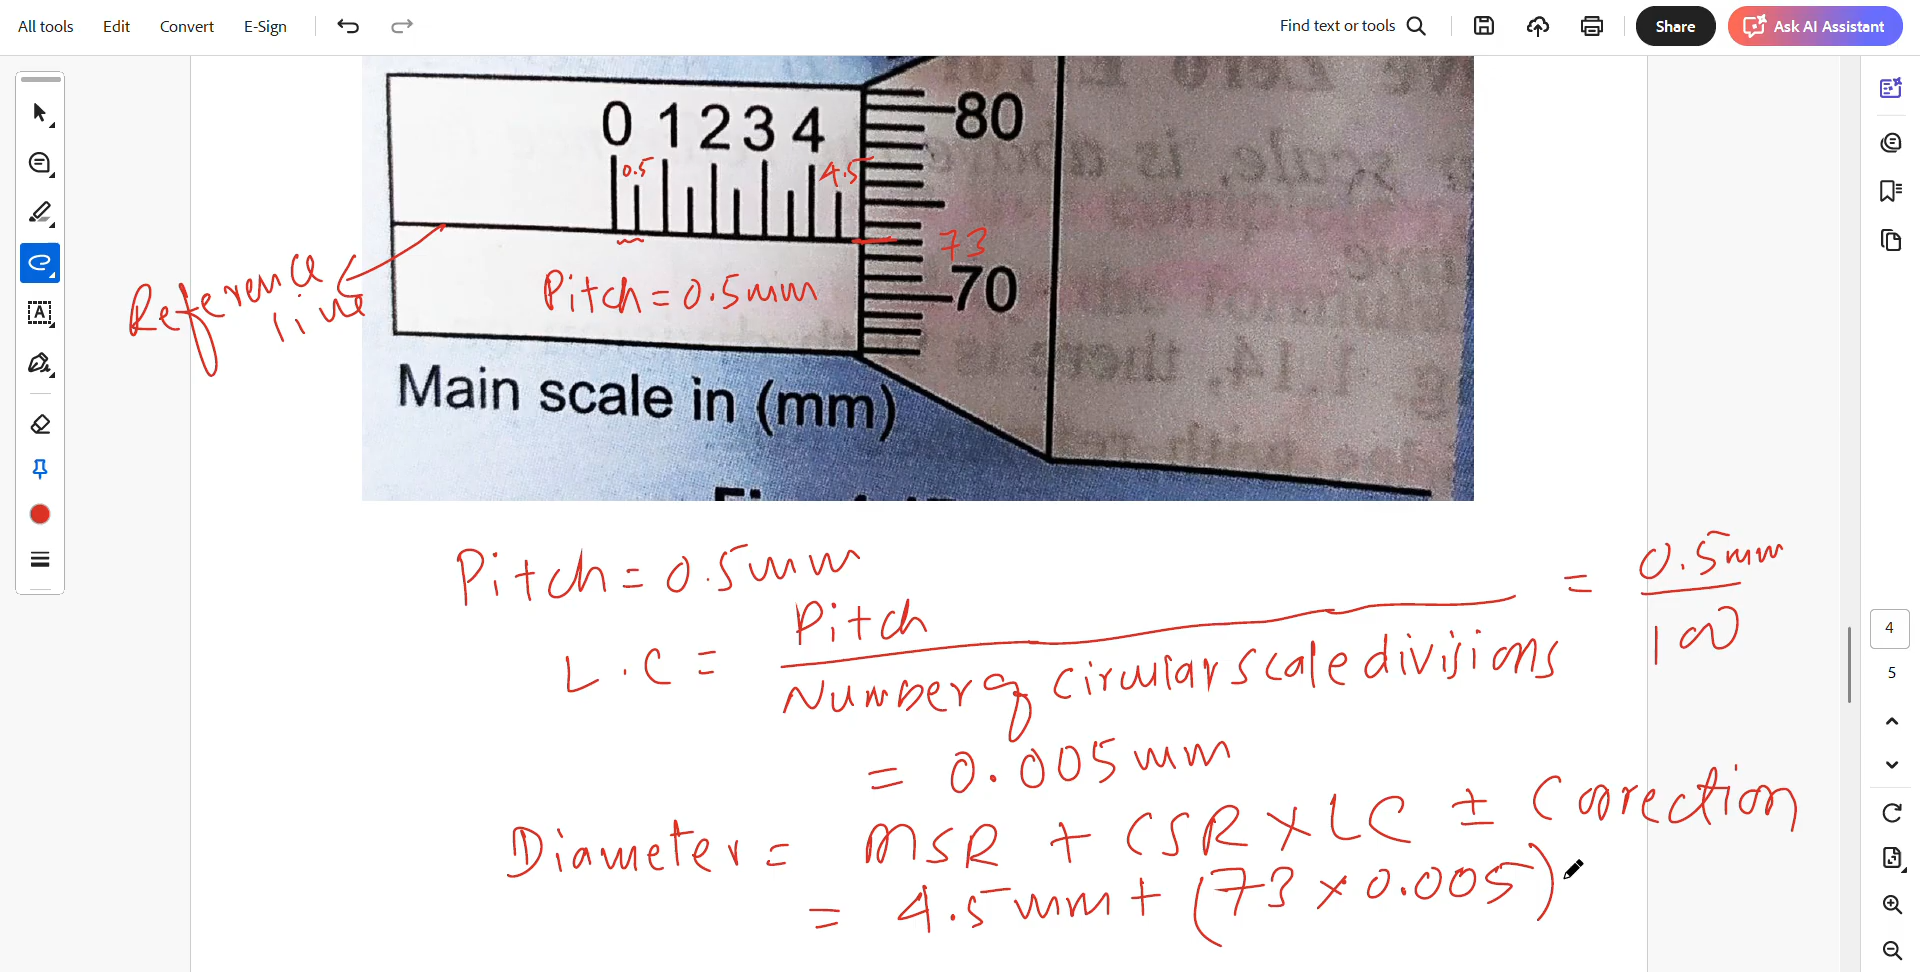 All tools Edit Convert E-Sign Find text or tools Share Ask AI Assistant
80
0 1 2 3 4
0.5 4.5
73
70
Reference
line
Pitch = 0.5mm
Main scale in (mm)
Pitch = 0.5mm
L.C = Pitch / Number of circular scale divisions = 0.5mm / 100
= 0.005 mm
Diameter = MSR + CSR × LC ± Correction
= 4.5mm + (73 × 0.005)
4
5